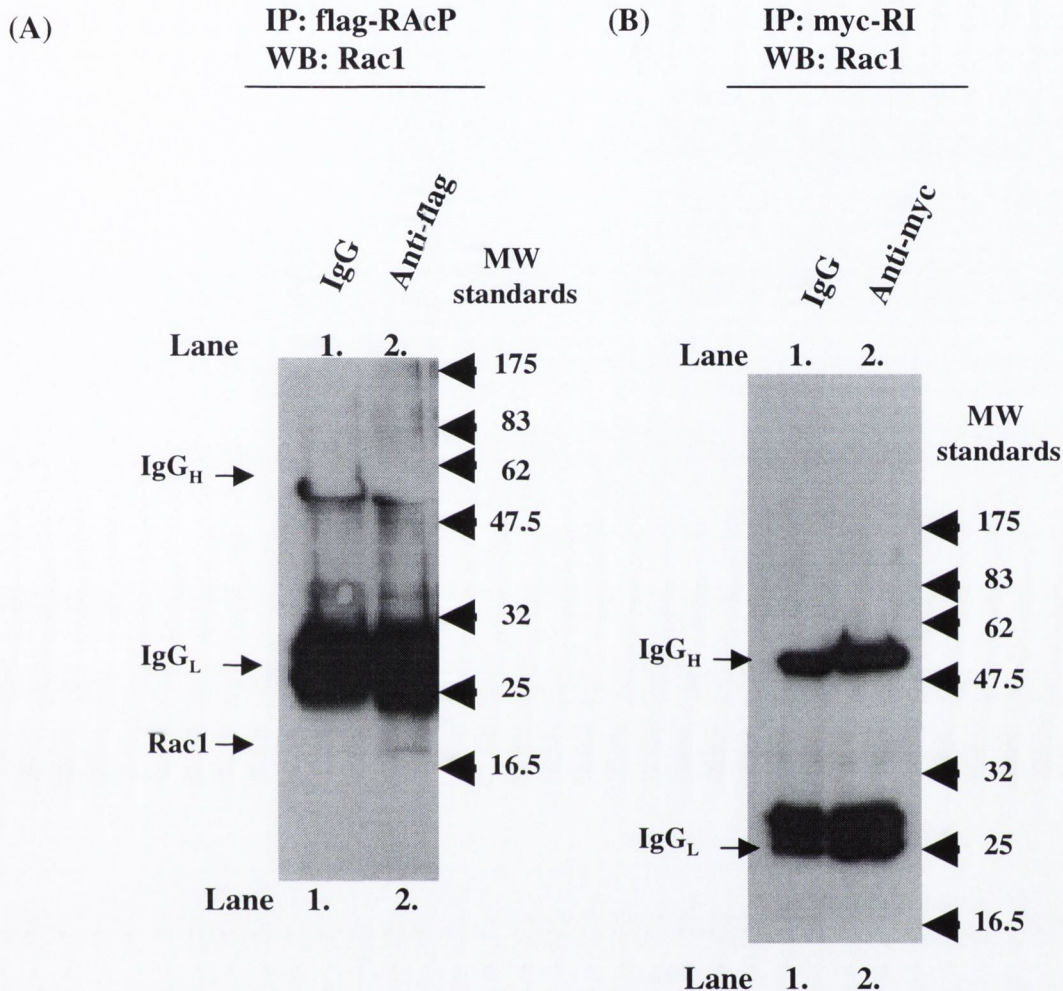 (A)
IP: flag-RAcP
WB: Rac1
IgG
Anti-flag
MW
standards
Lane 1. 2.
175
83
IgGH
62
47.5
32
IgGL
25
Rac1
16.5
Lane 1. 2.
(B)
IP: myc-RI
WB: Rac1
IgG
Anti-myc
Lane 1. 2.
MW
standards
175
83
62
IgGH
47.5
32
IgGL
25
16.5
Lane 1. 2.